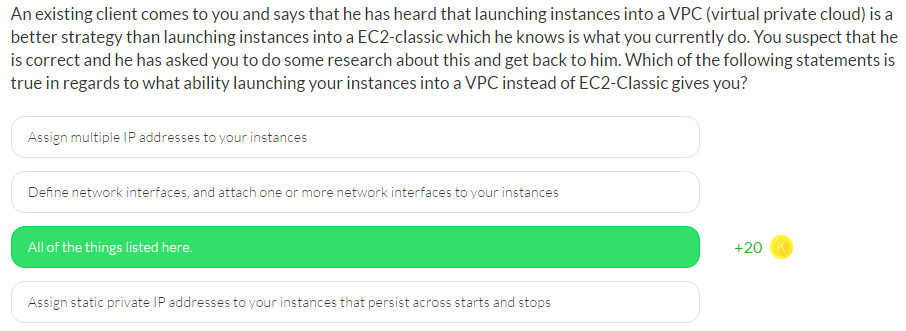 An existing client comes to you and says that he has heard that launching instances into a VPC (virtual private cloud) is a
better strategy than launching instances into a EC2-classic which he knows is what you currently do. You suspect that he
is correct and he has asked you to do some research about this and get back to him. Which of the following statements is
true in regards to what ability launching your instances into a VPC instead of EC2-Classic gives you?
Assign multiple IP addresses to your instances
Define network interfaces, and attach one or more network interfaces to your instances
All of the things listed here.
+20 K
Assign static private IP addresses to your instances that persist across starts and stops